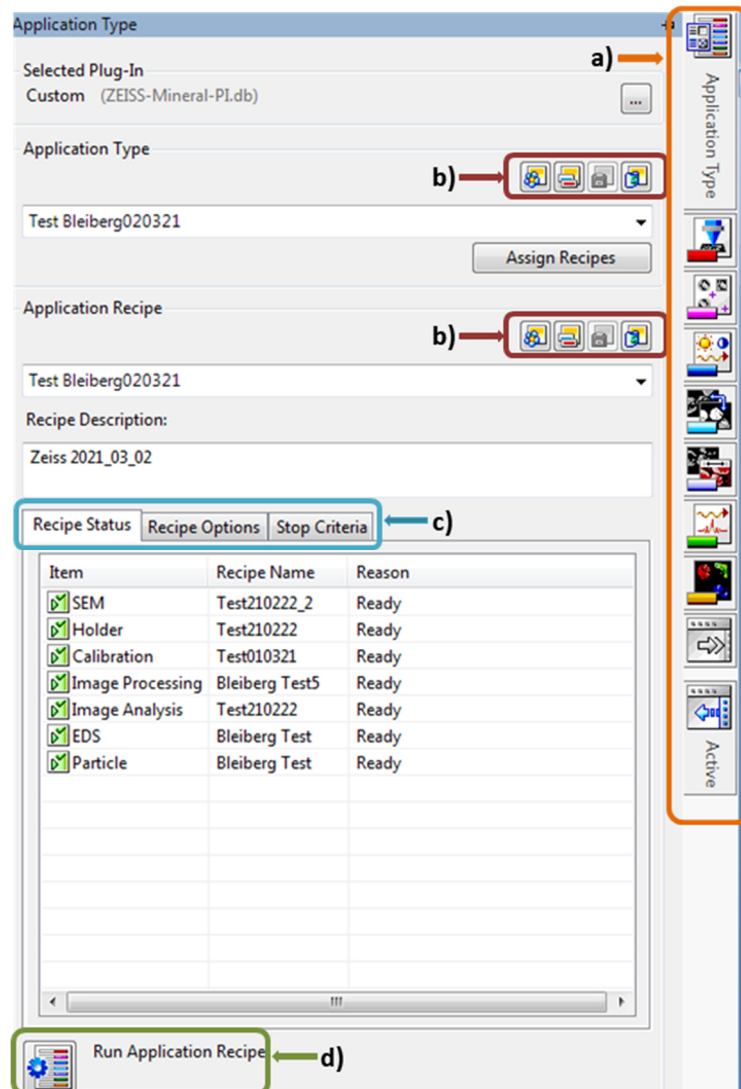 Application Type
a)
Selected Plug-In
Custom (ZEISS-Mineral-PI.db)
...
Application Type
Application Type
b)
Test Bleiberg020321
Assign Recipes
Application Recipe
b)
Test Bleiberg020321
Recipe Description:
Zeiss 2021_03_02
Recipe Status Recipe Options Stop Criteria c)
Item Recipe Name Reason
SEM Test210222_2 Ready
Holder Test210222 Ready
Calibration Test010321 Ready
Image Processing Bleiberg Test5 Ready
Image Analysis Test210222 Ready
EDS Bleiberg Test Ready
Particle Bleiberg Test Ready
Active
Run Application Recipe d)